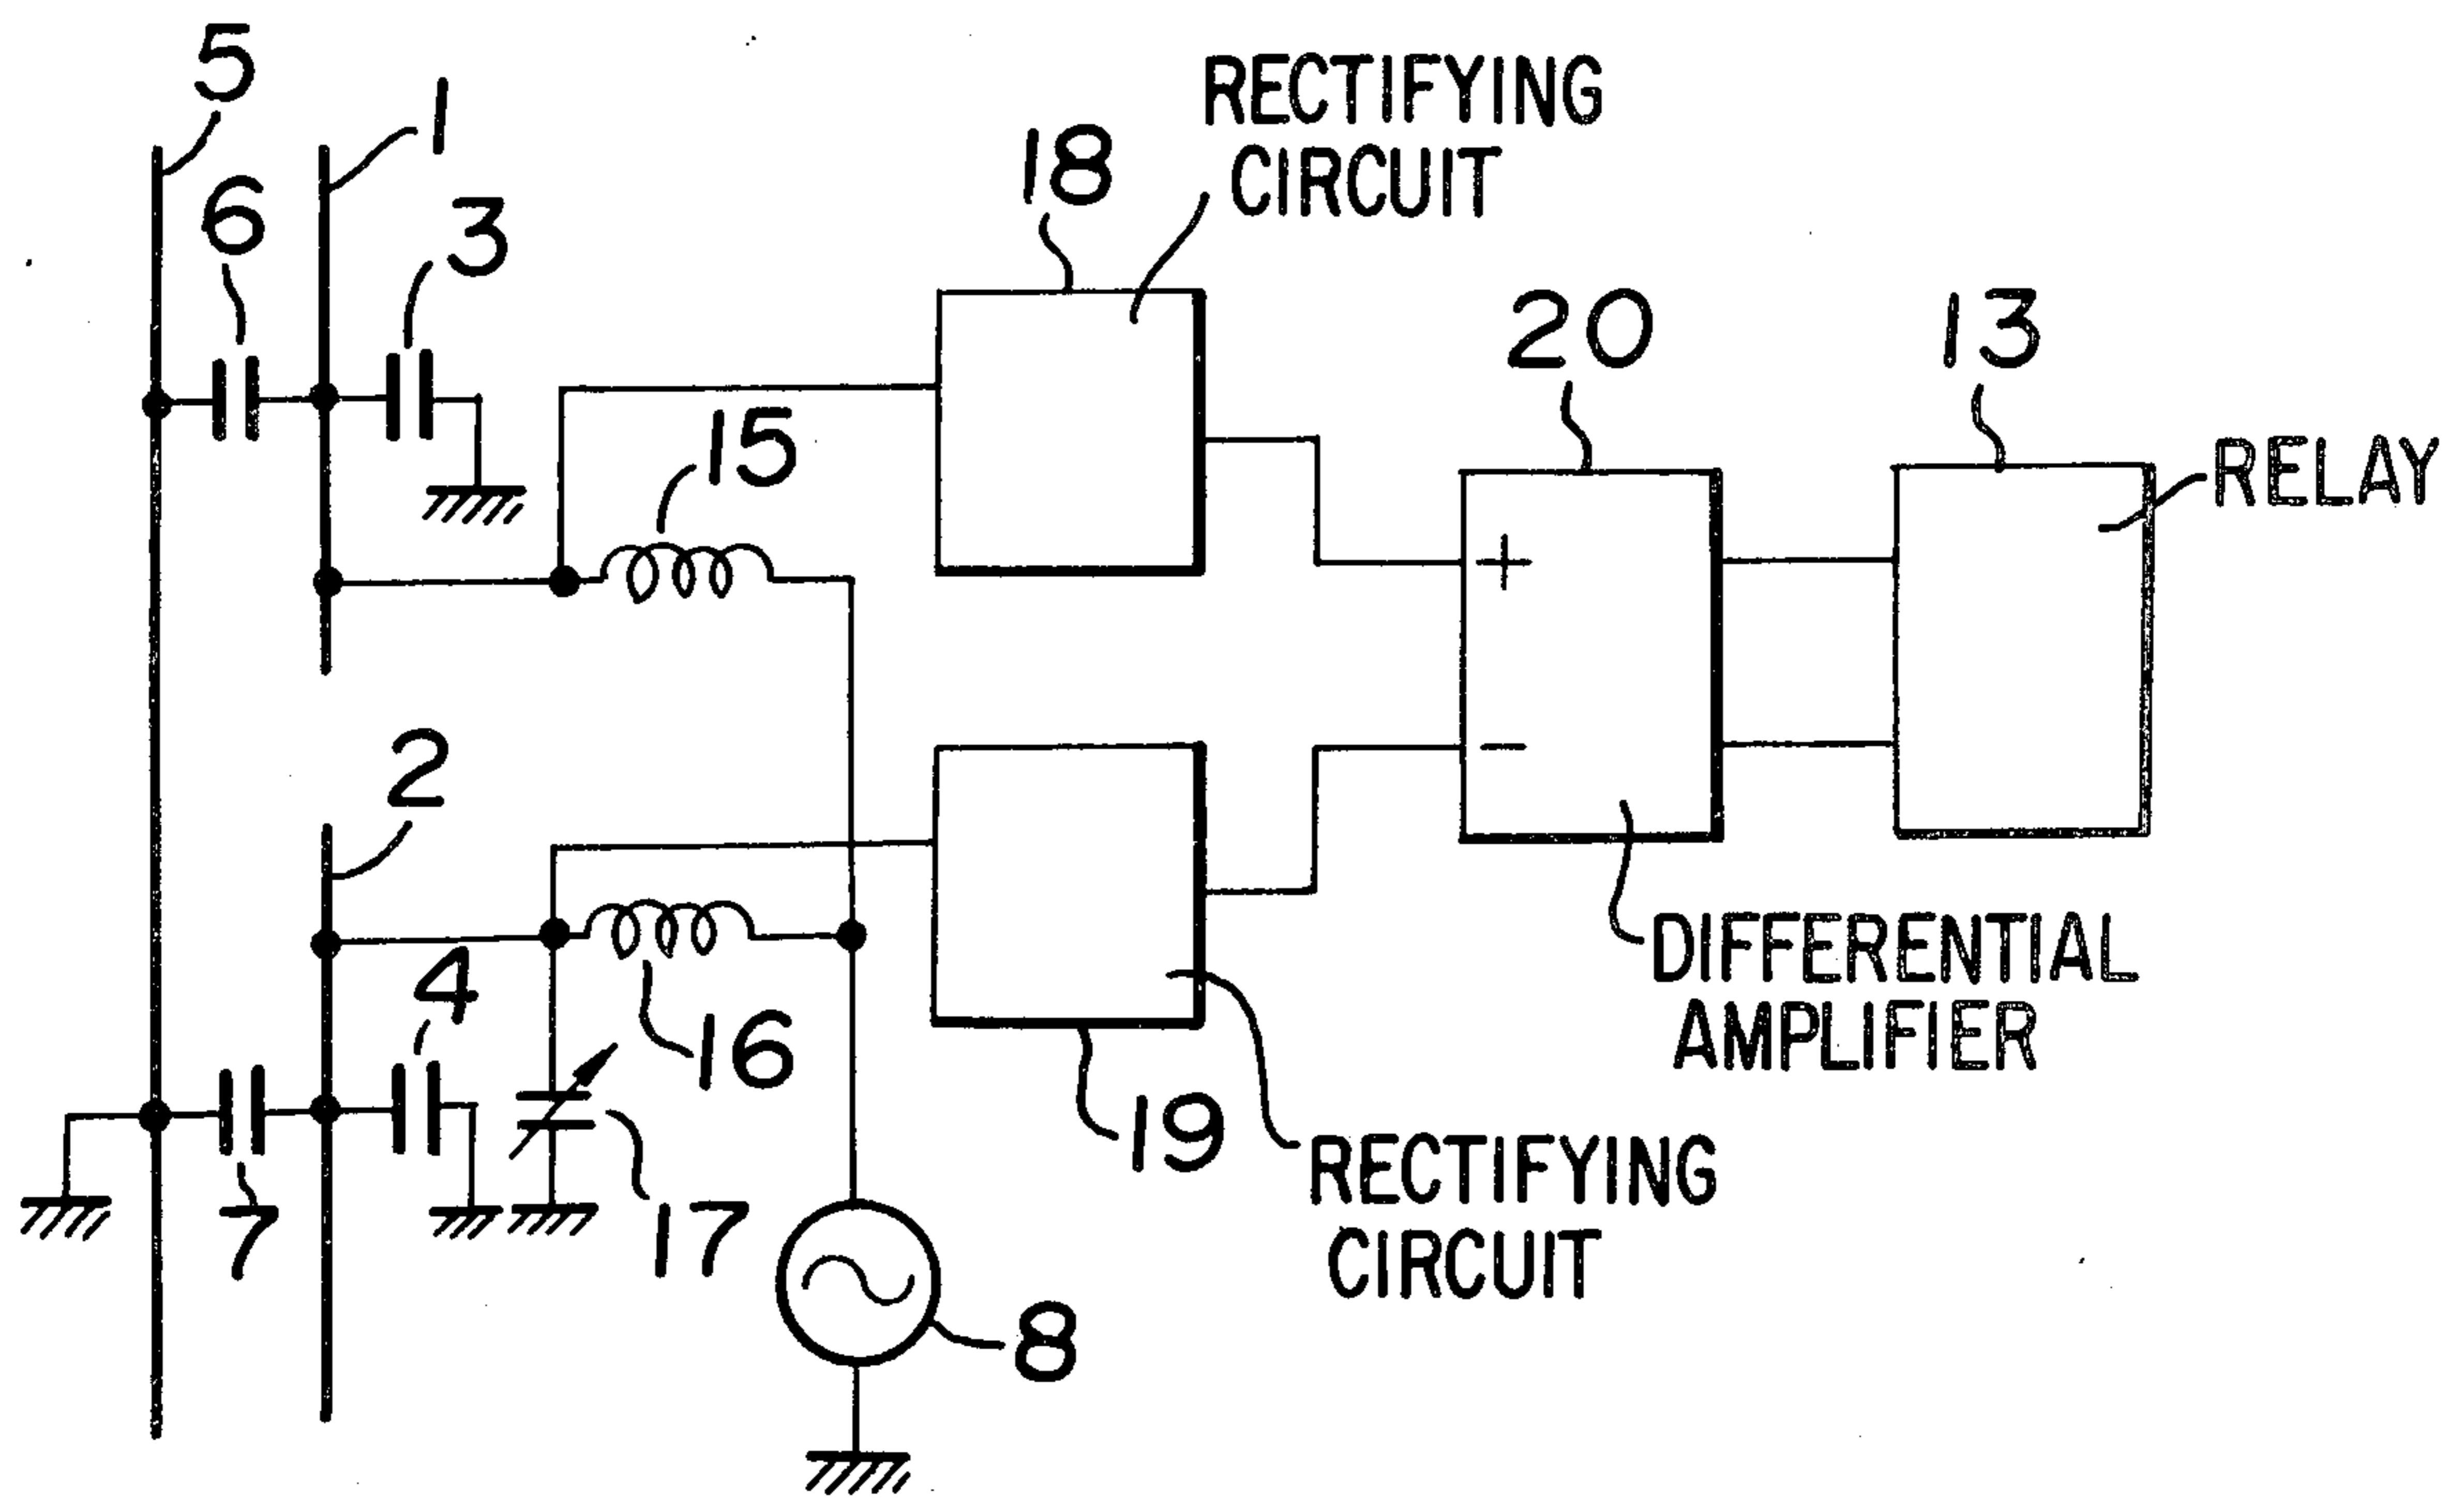 5
1
RECTIFYING
CIRCUIT
18
6
3
20
13
RELAY
15
+
−
2
4
16
DIFFERENTIAL
AMPLIFIER
19
RECTIFYING
CIRCUIT
7
17
8